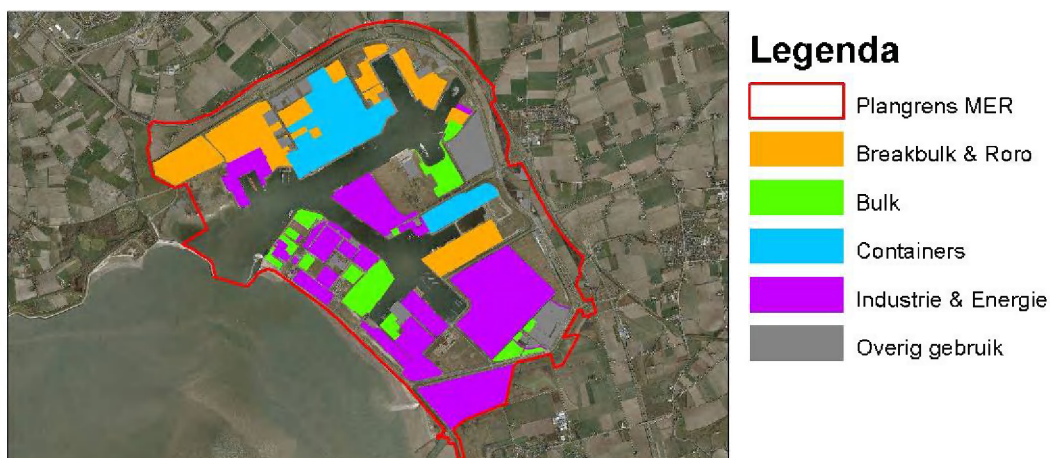 Legenda
Plangrens MER
Breakbulk & Roro
Bulk
Containers
Industrie & Energie
Overig gebruik